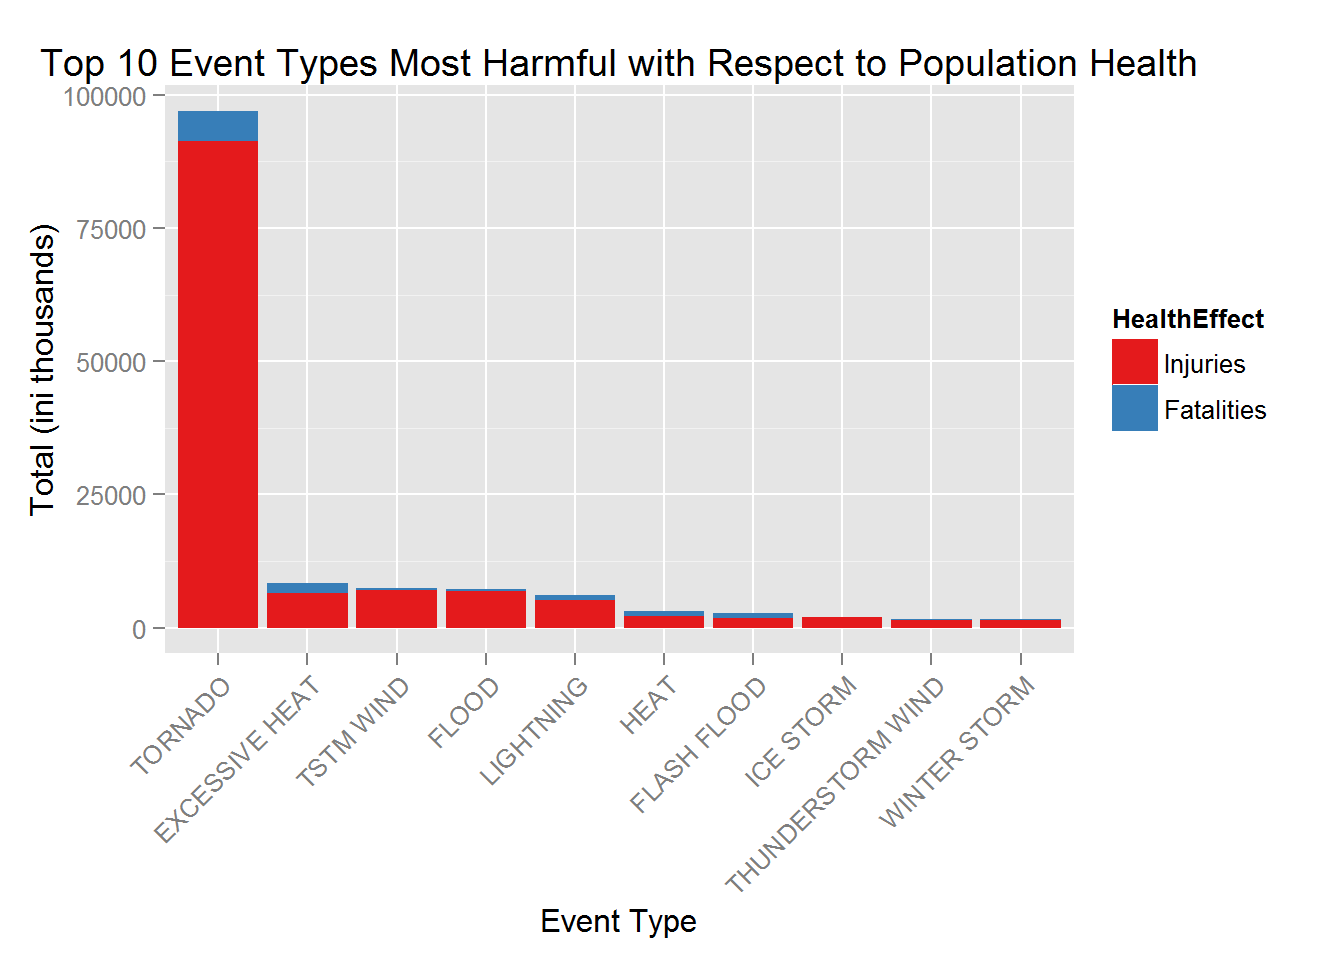 Top 10 Event Types Most Harmful with Respect to Population Health
100000
75000
50000
25000
0
Total (ini thousands)
TORNADO
EXCESSIVE HEAT
TSTM WIND
FLOOD
LIGHTNING
HEAT
FLASH FLOOD
ICE STORM
THUNDERSTORM WIND
WINTER STORM
Event Type
HealthEffect
Injuries
Fatalities